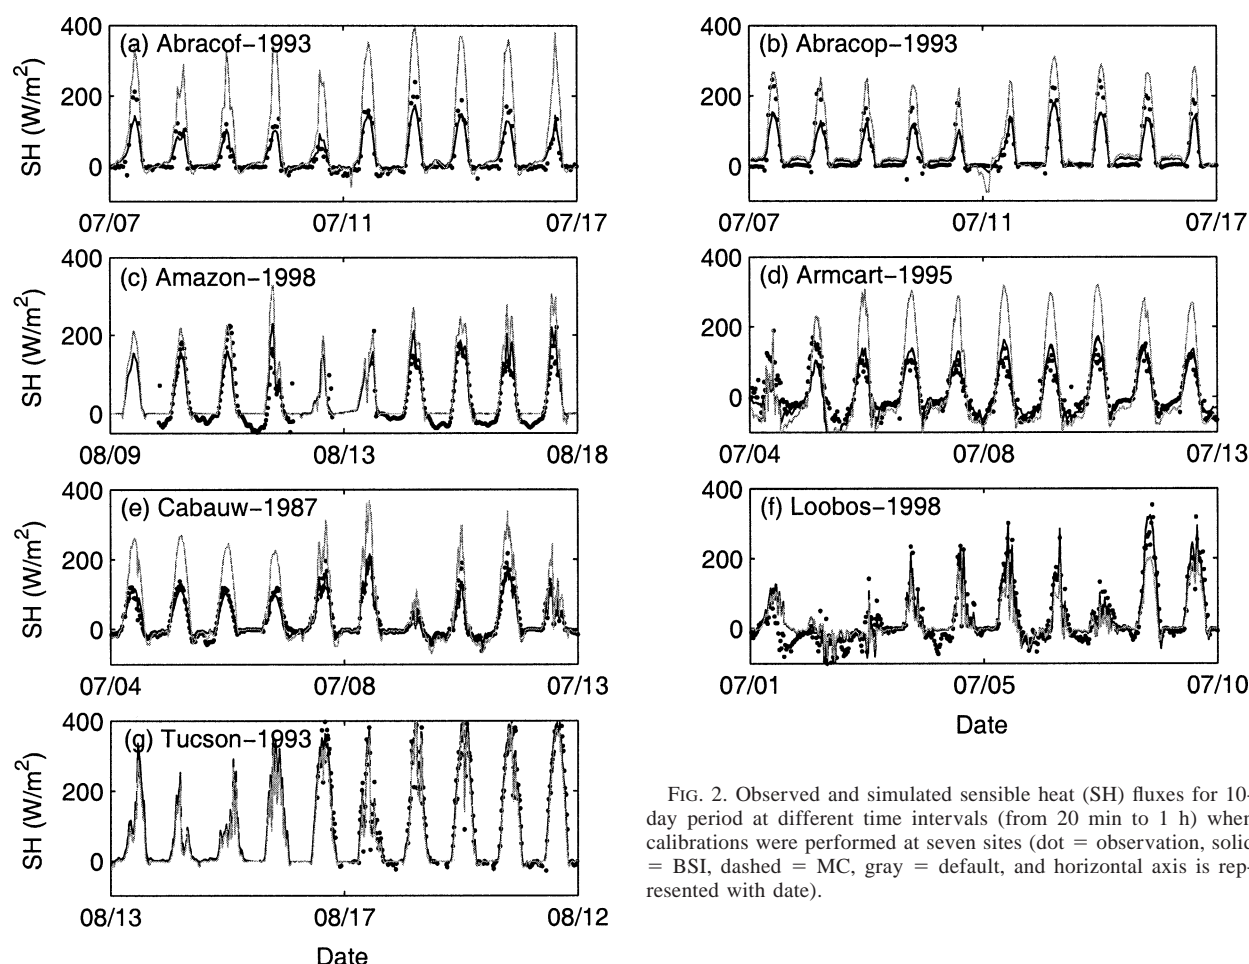 (a) Abracof−1993
SH (W/m²)
400
200
0
07/07
07/11
07/17
(b) Abracop−1993
400
200
0
07/07
07/11
07/17
(c) Amazon−1998
SH (W/m²)
400
200
0
08/09
08/13
08/18
(d) Armcart−1995
400
200
0
07/04
07/08
07/13
(e) Cabauw−1987
SH (W/m²)
400
200
0
07/04
07/08
07/13
(f) Loobos−1998
400
200
0
07/01
07/05
07/10
Date
(g) Tucson−1993
SH (W/m²)
400
200
0
08/13
08/17
08/12
Date
FIG. 2. Observed and simulated sensible heat (SH) fluxes for 10-
day period at different time intervals (from 20 min to 1 h) when
calibrations were performed at seven sites (dot = observation, solid
= BSI, dashed = MC, gray = default, and horizontal axis is rep-
resented with date).